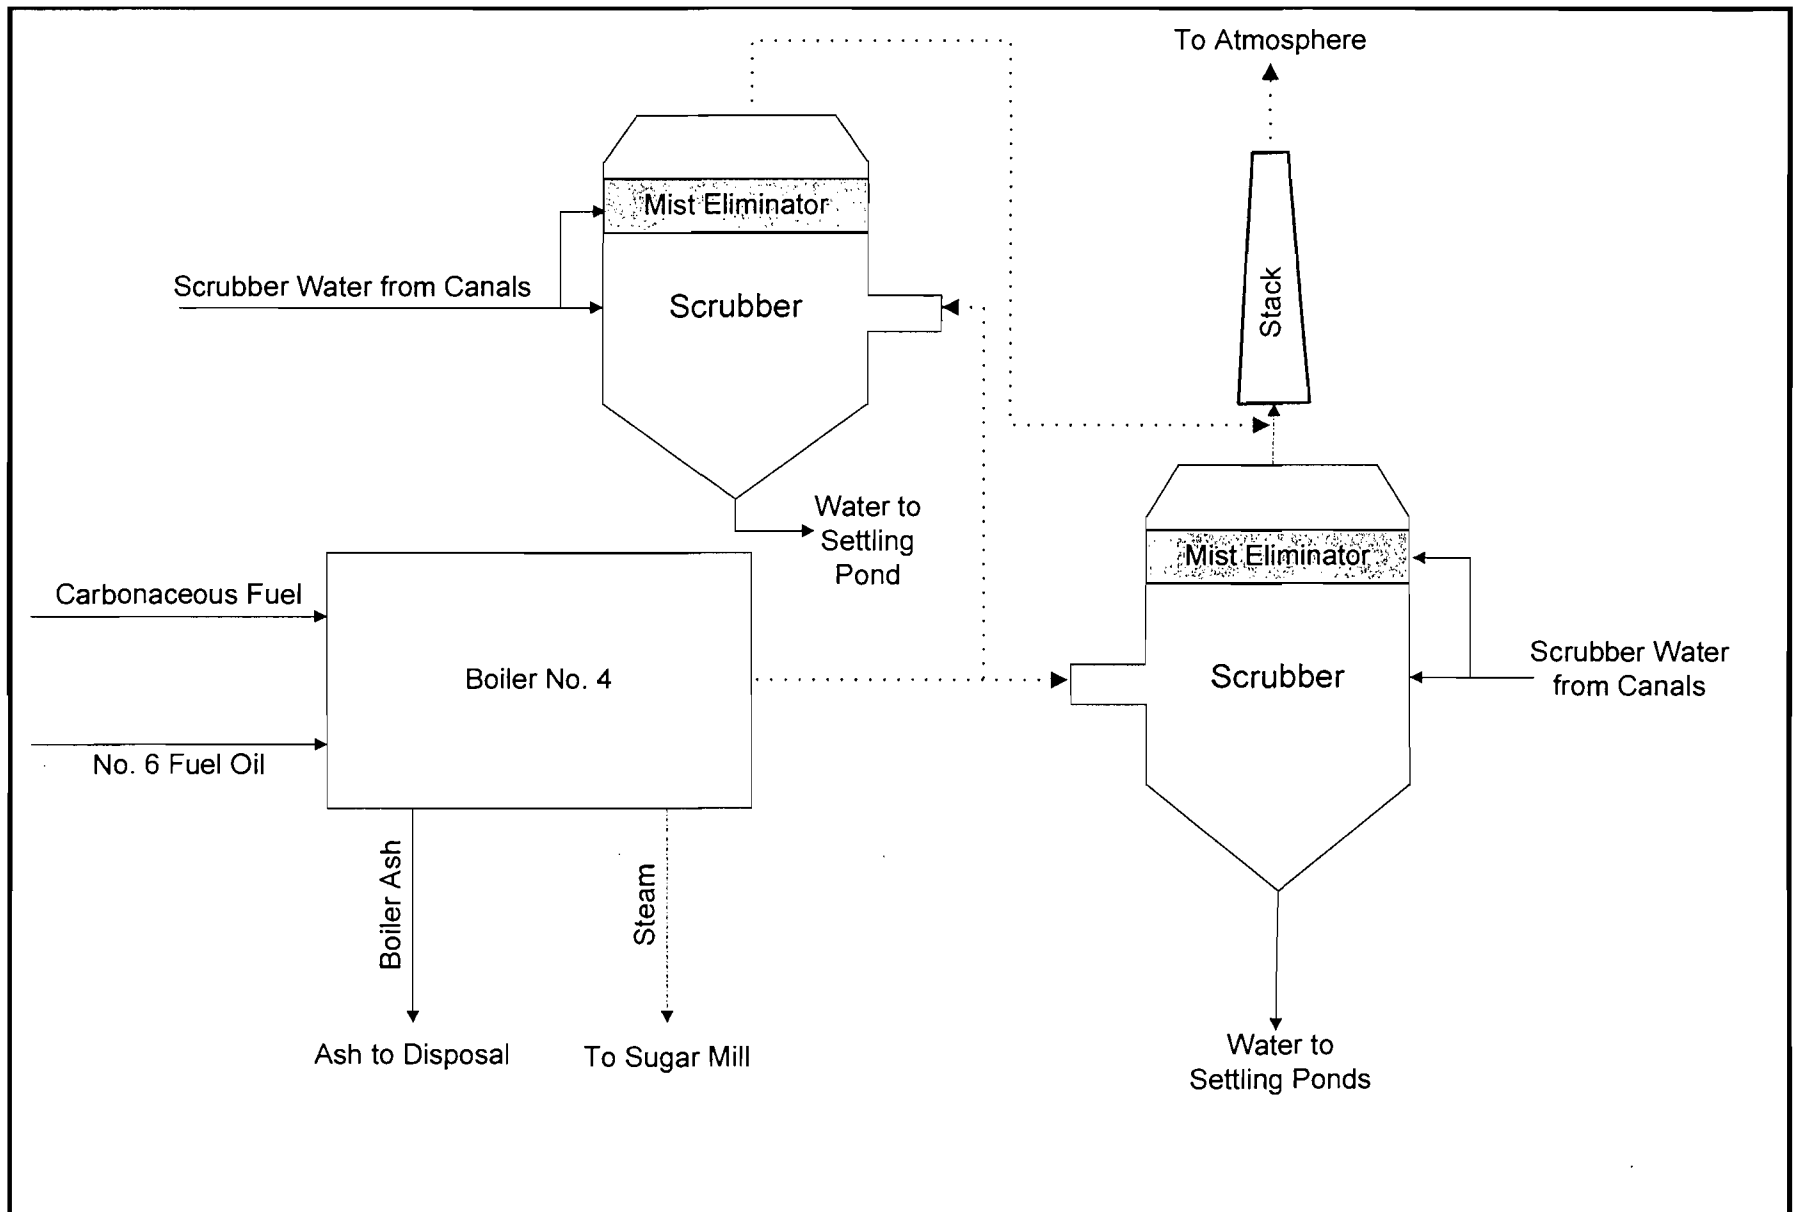 To Atmosphere
Mist Eliminator
Scrubber Water from Canals
Scrubber
Stack
Water to
Settling
Pond
Mist Eliminator
Carbonaceous Fuel
Boiler No. 4
Scrubber
Scrubber Water
from Canals
No. 6 Fuel Oil
Boiler Ash
Steam
Ash to Disposal
To Sugar Mill
Water to
Settling Ponds